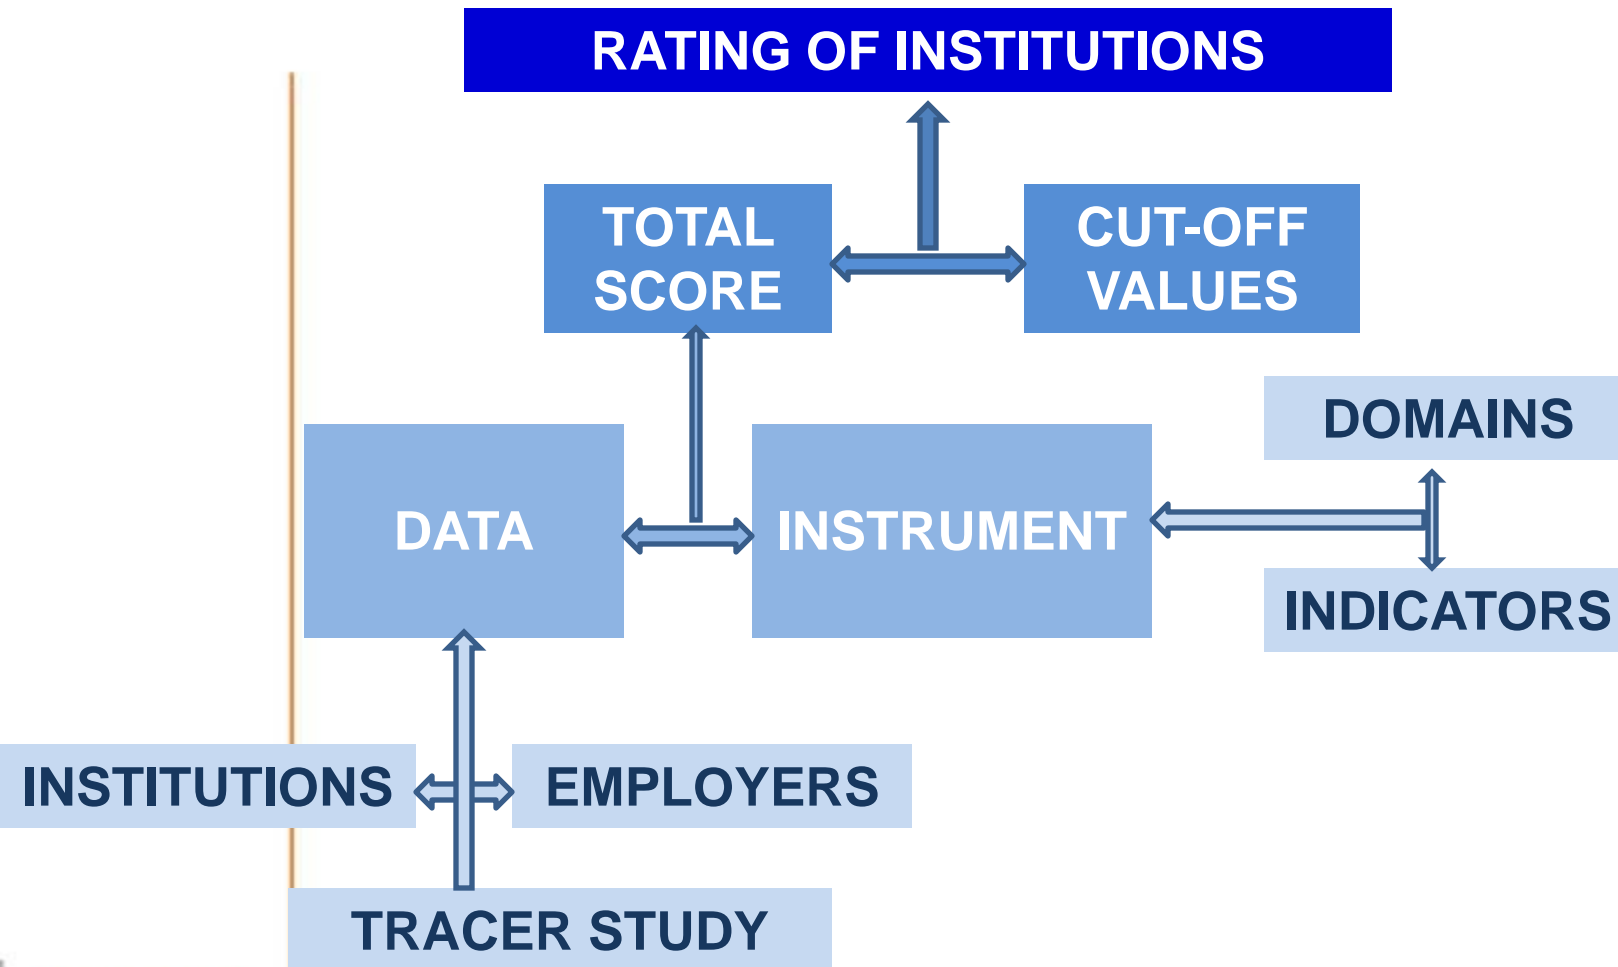 RATING OF INSTITUTIONS
TOTAL
SCORE
CUT-OFF
VALUES
DOMAINS
DATA
INSTRUMENT
INDICATORS
INSTITUTIONS
EMPLOYERS
TRACER STUDY